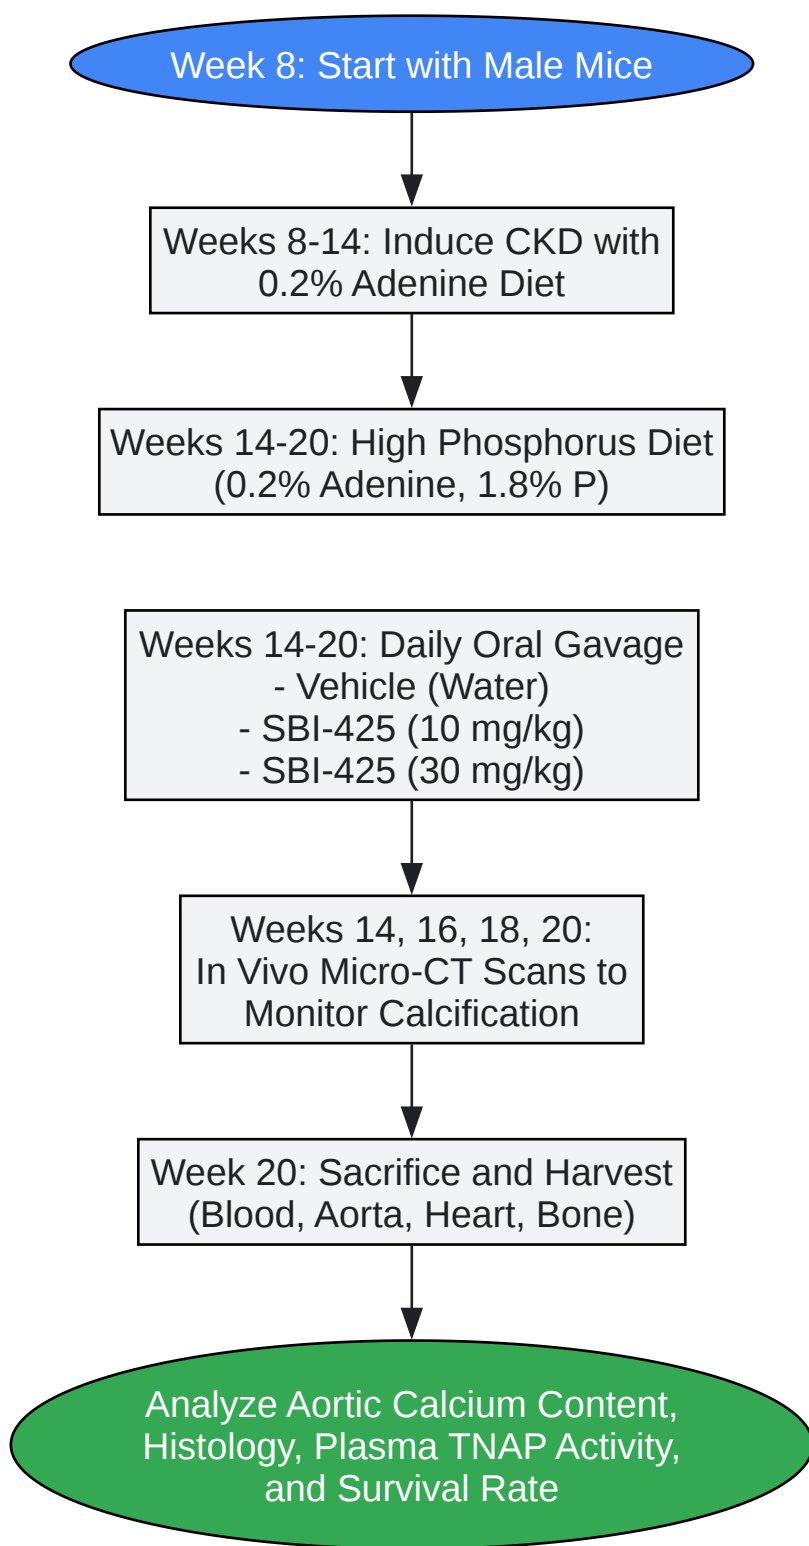 Week 8: Start with Male Mice
Weeks 8-14: Induce CKD with
0.2% Adenine Diet
Weeks 14-20: High Phosphorus Diet
(0.2% Adenine, 1.8% P)
Weeks 14-20: Daily Oral Gavage
- Vehicle (Water)
- SBI-425 (10 mg/kg)
- SBI-425 (30 mg/kg)
Weeks 14, 16, 18, 20:
In Vivo Micro-CT Scans to
Monitor Calcification
Week 20: Sacrifice and Harvest
(Blood, Aorta, Heart, Bone)
Analyze Aortic Calcium Content,
Histology, Plasma TNAP Activity,
and Survival Rate